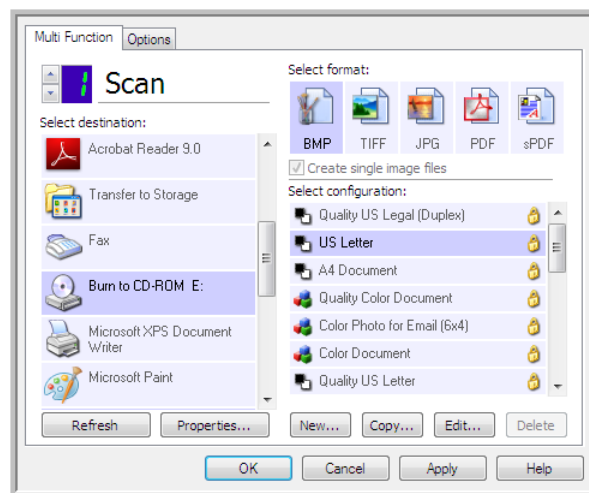 Multi Function
Options
1
Scan
Select destination:
Acrobat Reader 9.0
Transfer to Storage
Fax
Burn to CD-ROM E:
Microsoft XPS Document
Writer
Microsoft Paint
Refresh
Properties...
Select format:
BMP
TIFF
JPG
PDF
sPDF
Create single image files
Select configuration:
Quality US Legal (Duplex)
US Letter
A4 Document
Quality Color Document
Color Photo for Email (6x4)
Color Document
Quality US Letter
New...
Copy...
Edit...
Delete
OK
Cancel
Apply
Help